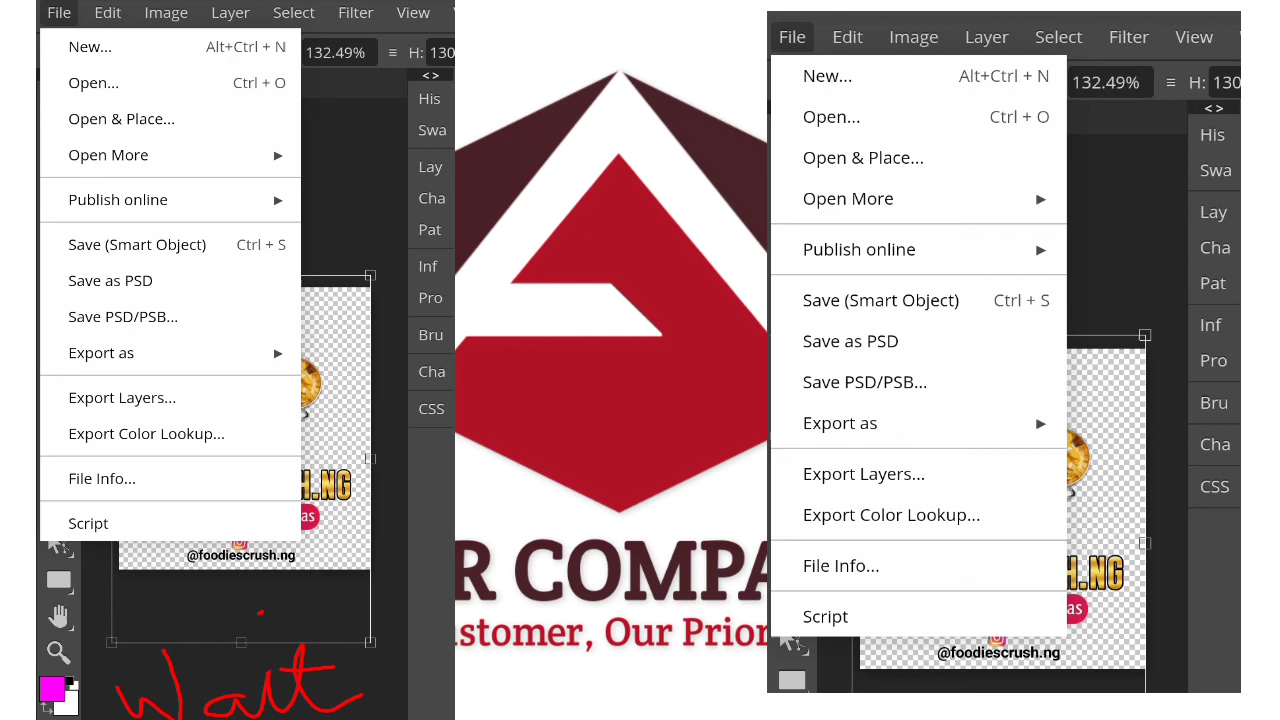 File Edit Image Layer Select Filter View
132.49% H: 130
New... Alt+Ctrl + N
Open... Ctrl + O
Open & Place...
Open More
Publish online
Save (Smart Object) Ctrl + S
Save as PSD
Save PSD/PSB...
Export as
Export Layers...
Export Color Lookup...
File Info...
Script
< >
His
Swa
Lay
Cha
Pat
Inf
Pro
Bru
Cha
CSS
H.NG
as
@foodiescrush.ng
Wait
R COMPA
stomer, Our Prior
File Edit Image Layer Select Filter View
132.49% H: 130
New... Alt+Ctrl + N
Open... Ctrl + O
Open & Place...
Open More
Publish online
Save (Smart Object) Ctrl + S
Save as PSD
Save PSD/PSB...
Export as
Export Layers...
Export Color Lookup...
File Info...
Script
< >
His
Swa
Lay
Cha
Pat
Inf
Pro
Bru
Cha
CSS
H.NG
as
@foodiescrush.ng